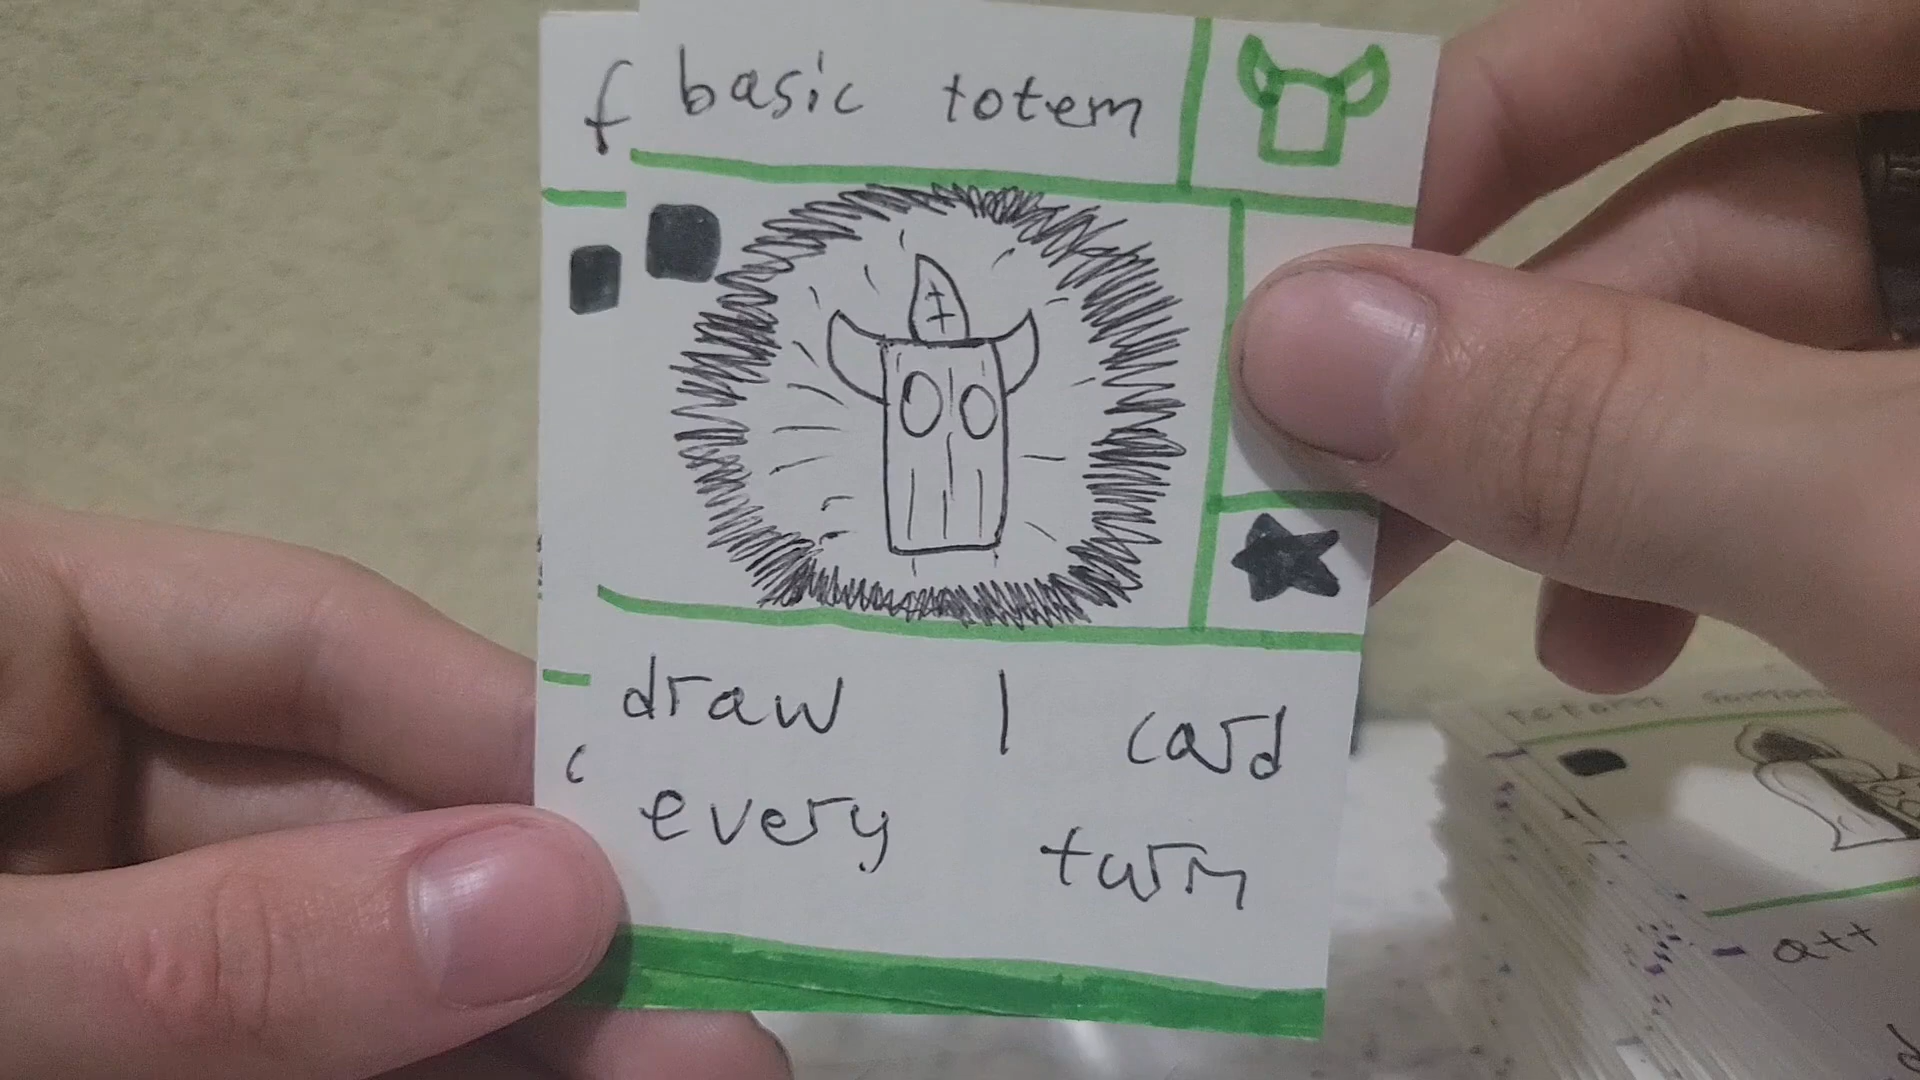 f basic totem
draw 1 card
c every turn
totem
att